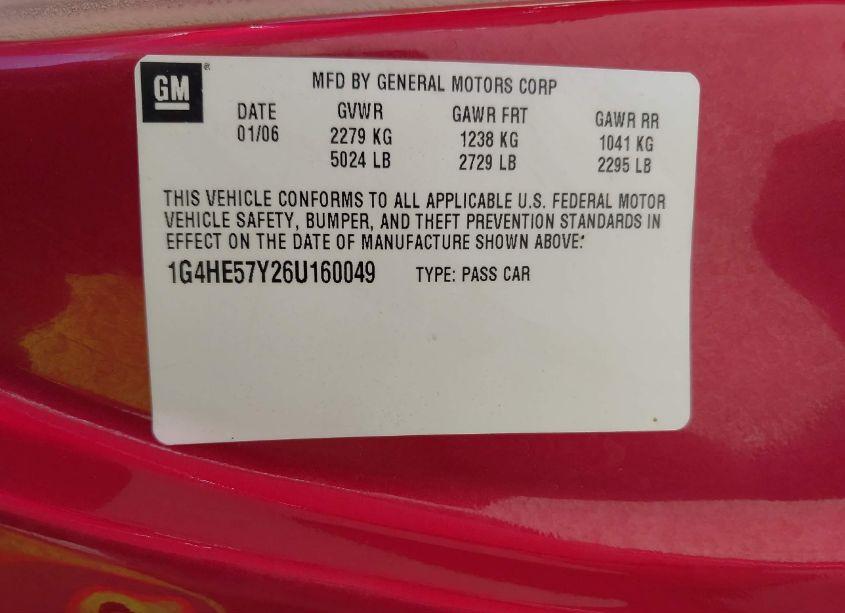 GM®
MFD BY GENERAL MOTORS CORP
DATE GVWR GAWR FRT GAWR RR
01/06 2279 KG 1238 KG 1041 KG
5024 LB 2729 LB 2295 LB
THIS VEHICLE CONFORMS TO ALL APPLICABLE U.S. FEDERAL MOTOR
VEHICLE SAFETY, BUMPER, AND THEFT PREVENTION STANDARDS IN
EFFECT ON THE DATE OF MANUFACTURE SHOWN ABOVE:
1G4HE57Y26U160049 TYPE: PASS CAR